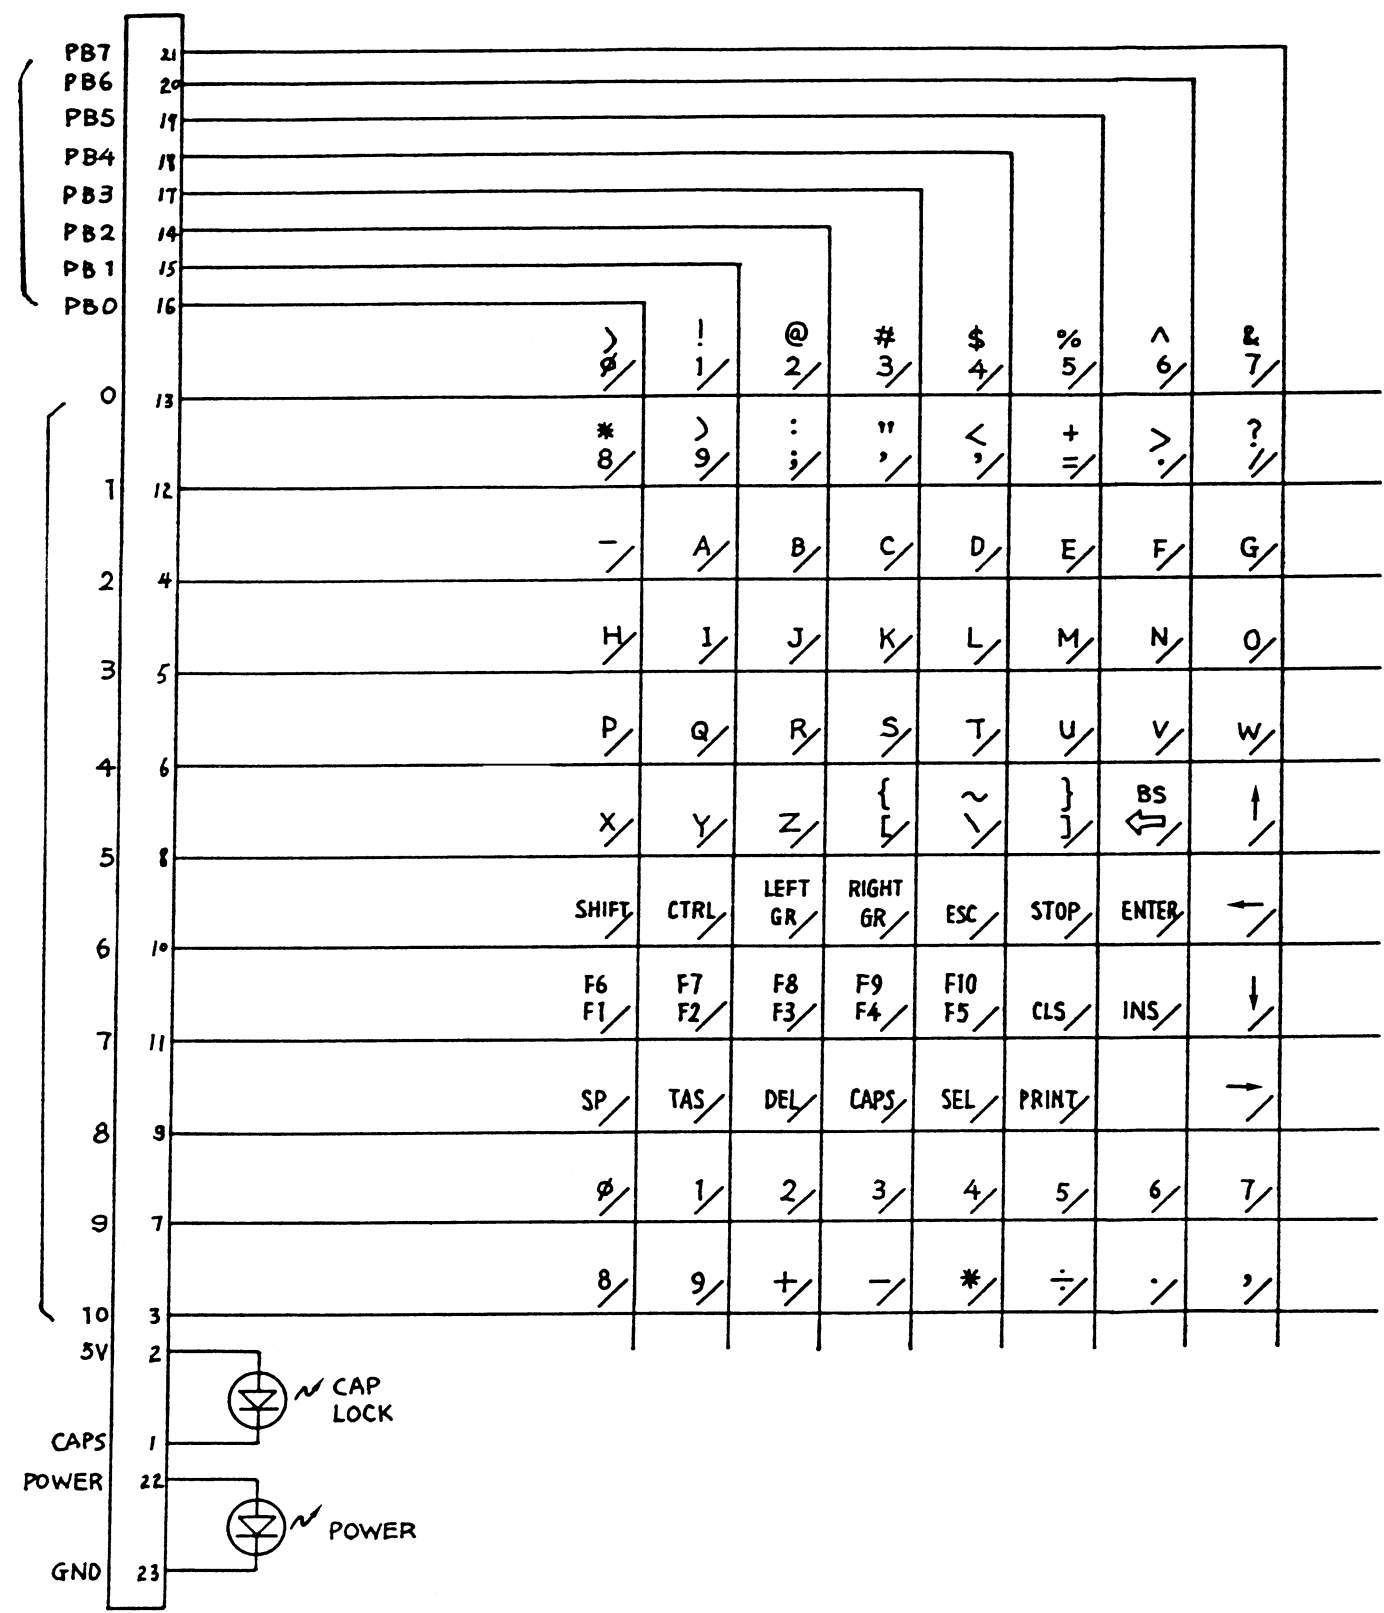 PB7 21
PB6 20
PB5 19
PB4 18
PB3 17
PB2 14
PB1 15
PB0 16
) ! @ # $ % ^ &
Ø 1 2 3 4 5 6 7
0 13
* ) : " < + > ?
8 9 ; ' , = . /
1 12
− A B C D E F G
2 4
H I J K L M N O
3 5
P Q R S T U V W
4 6
{ ~ } BS ↑
X Y Z [ \ ] ⇦
5 8
LEFT RIGHT
SHIFT CTRL GR GR ESC STOP ENTER ←
6 10
F6 F7 F8 F9 F10
F1 F2 F3 F4 F5 CLS INS ↓
7 11
SP TAS DEL CAPS SEL PRINT →
8 9
Ø 1 2 3 4 5 6 7
9 7
8 9 + − * ÷ . ,
10 3
5V 2
CAP
LOCK
CAPS 1
POWER 22
POWER
GND 23